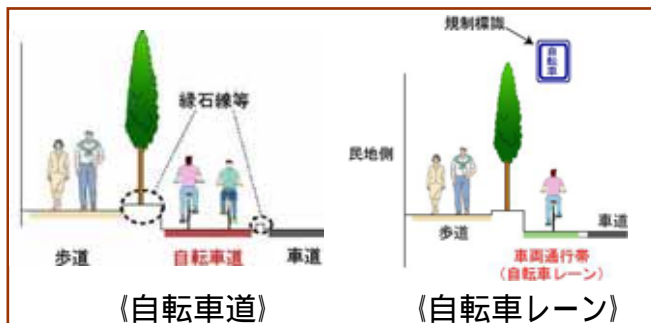 縁石線等
歩道
自転車道
車道
《自転車道》
規制標識
自転車
民地側
歩道
車道
車両通行帯
(自転車レーン)
《自転車レーン》